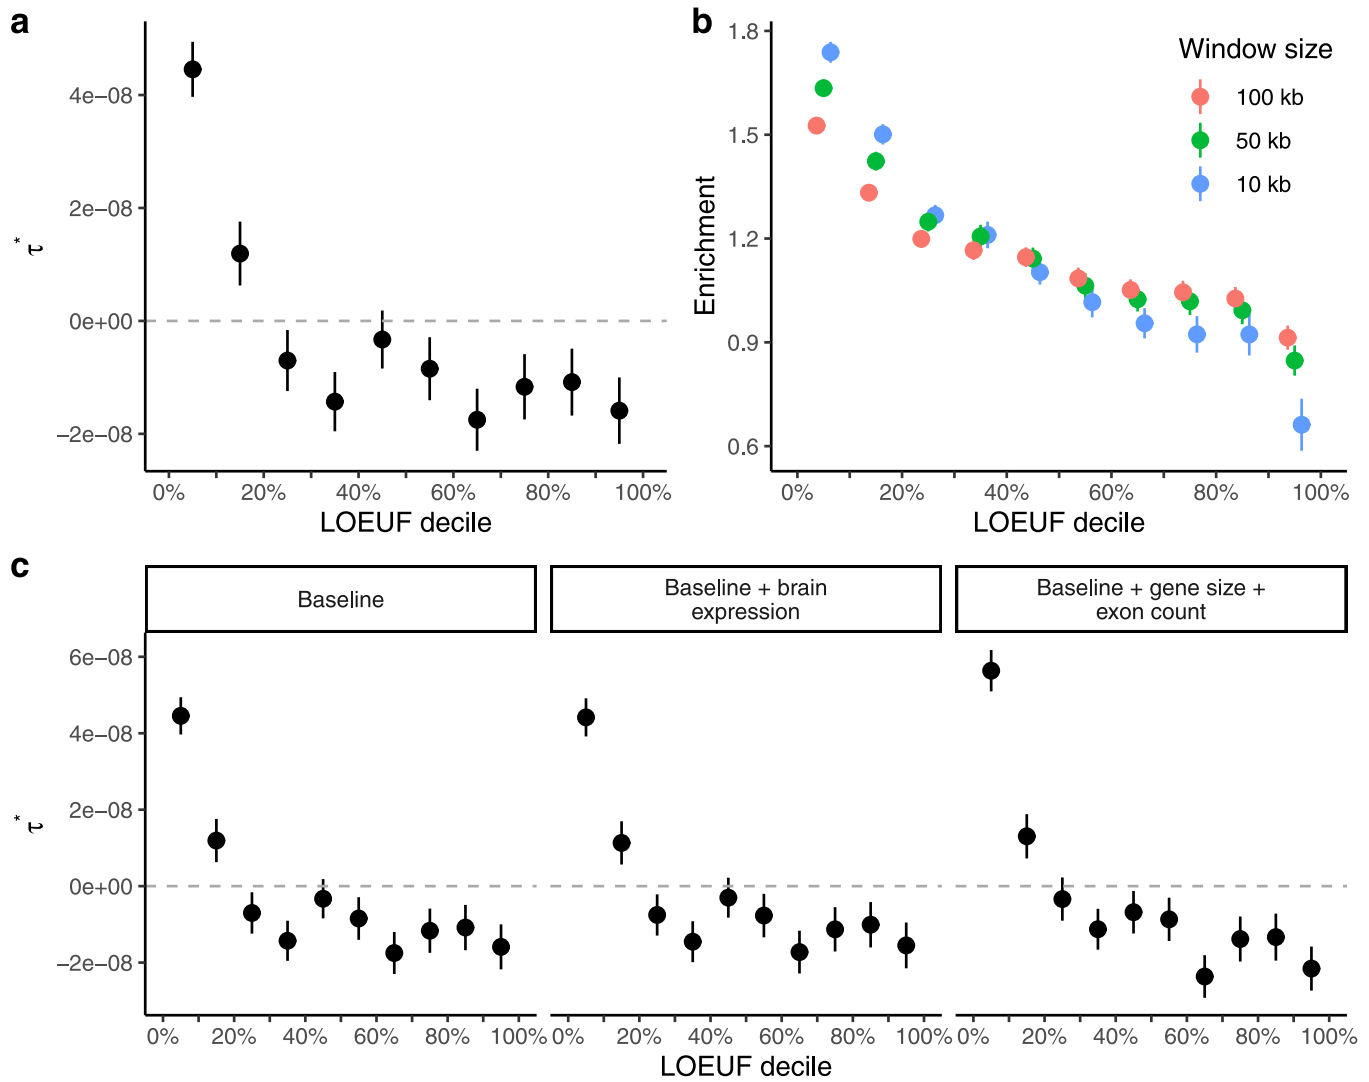 a
4e−08
2e−08
0e+00
−2e−08
τ*
0% 20% 40% 60% 80% 100%
LOEUF decile
b
1.8
1.5
1.2
0.9
0.6
Enrichment
Window size
100 kb
50 kb
10 kb
0% 20% 40% 60% 80% 100%
LOEUF decile
c
Baseline
Baseline + brain
expression
Baseline + gene size +
exon count
6e−08
4e−08
2e−08
0e+00
−2e−08
τ*
0% 20% 40% 60% 80% 100%
0% 20% 40% 60% 80% 100%
0% 20% 40% 60% 80% 100%
LOEUF decile